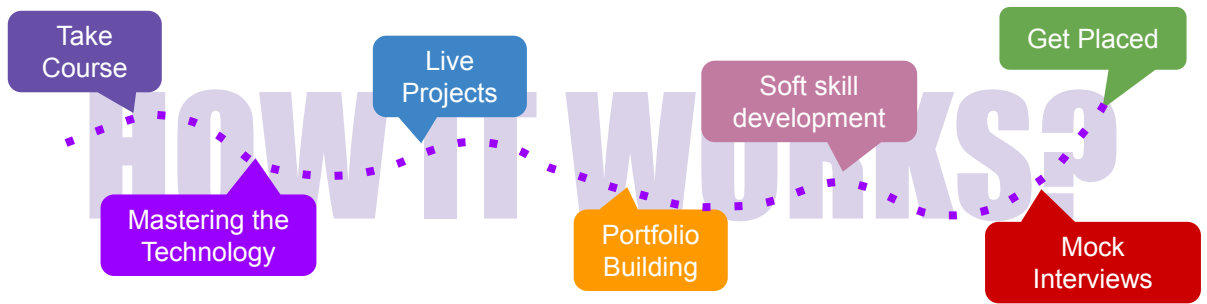 HOW IT WORKS?
Take
Course
Mastering the
Technology
Live
Projects
Portfolio
Building
Soft skill
development
Mock
Interviews
Get Placed